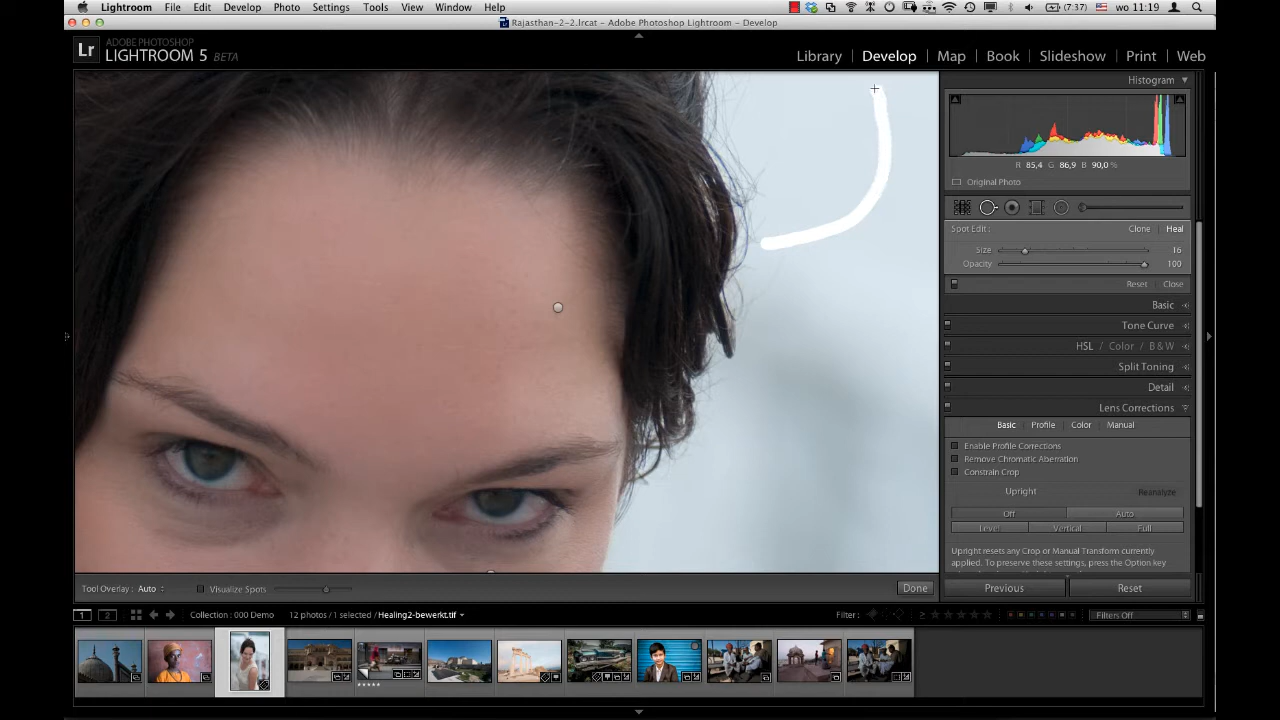 Lightroom File Edit Develop Photo Settings Tools View Window Help (7:37) wo 11:19
Rajasthan-2-2.lrcat - Adobe Photoshop Lightroom - Develop
Lr ADOBE PHOTOSHOP
LIGHTROOM 5 BETA
Library | Develop | Map | Book | Slideshow | Print | Web
Histogram
R 85,4 G 86,9 B 90,0 %
Original Photo
Spot Edit : Clone Heal
Size 16
Opacity 100
Reset Close
Basic
Tone Curve
HSL / Color / B & W
Split Toning
Detail
Lens Corrections
Basic Profile Color Manual
Enable Profile Corrections
Remove Chromatic Aberration
Constrain Crop
Upright Reanalyze
Off Auto
Level Vertical Full
Upright resets any Crop or Manual Transform currently
applied. To preserve these settings, press the Option key
Tool Overlay : Auto Visualize Spots Done
Previous Reset
1 2 Collection : 000 Demo 12 photos / 1 selected / Healing2-bewerkt.tif Filter : Filters Off